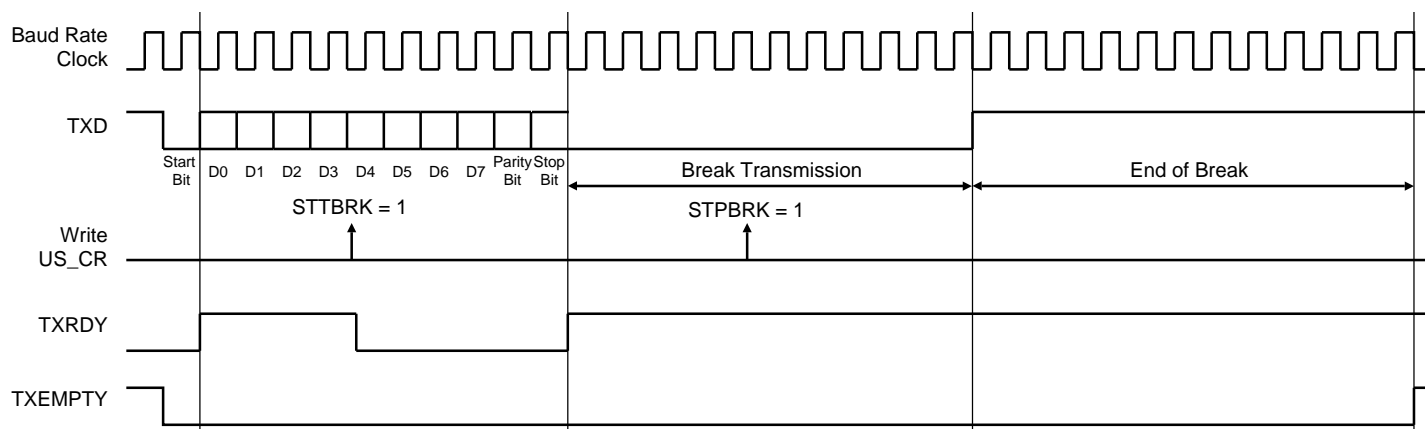 Baud Rate
Clock
TXD
Start
Bit
D0 D1 D2 D3 D4 D5 D6 D7
Parity
Bit
Stop
Bit
Break Transmission
End of Break
STTBRK = 1
STPBRK = 1
Write
US_CR
TXRDY
TXEMPTY